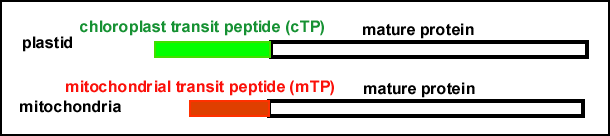 chloroplast transit peptide (cTP) mature protein
plastid
mitochondrial transit peptide (mTP) mature protein
mitochondria